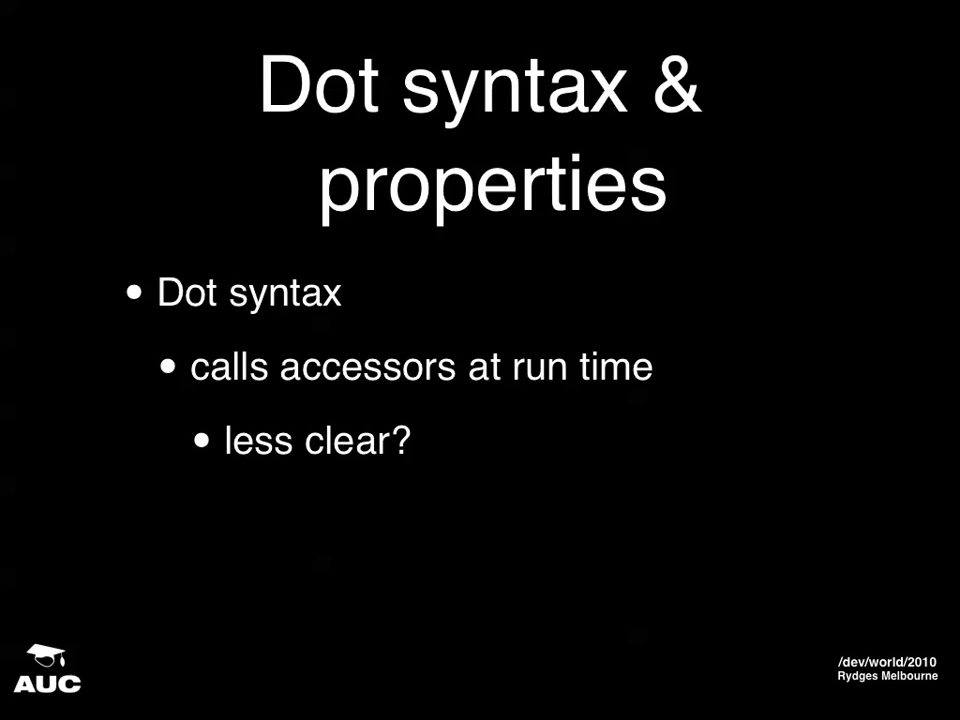 Dot syntax &
properties
• Dot syntax
• calls accessors at run time
• less clear?
AUC
/dev/world/2010
Rydges Melbourne